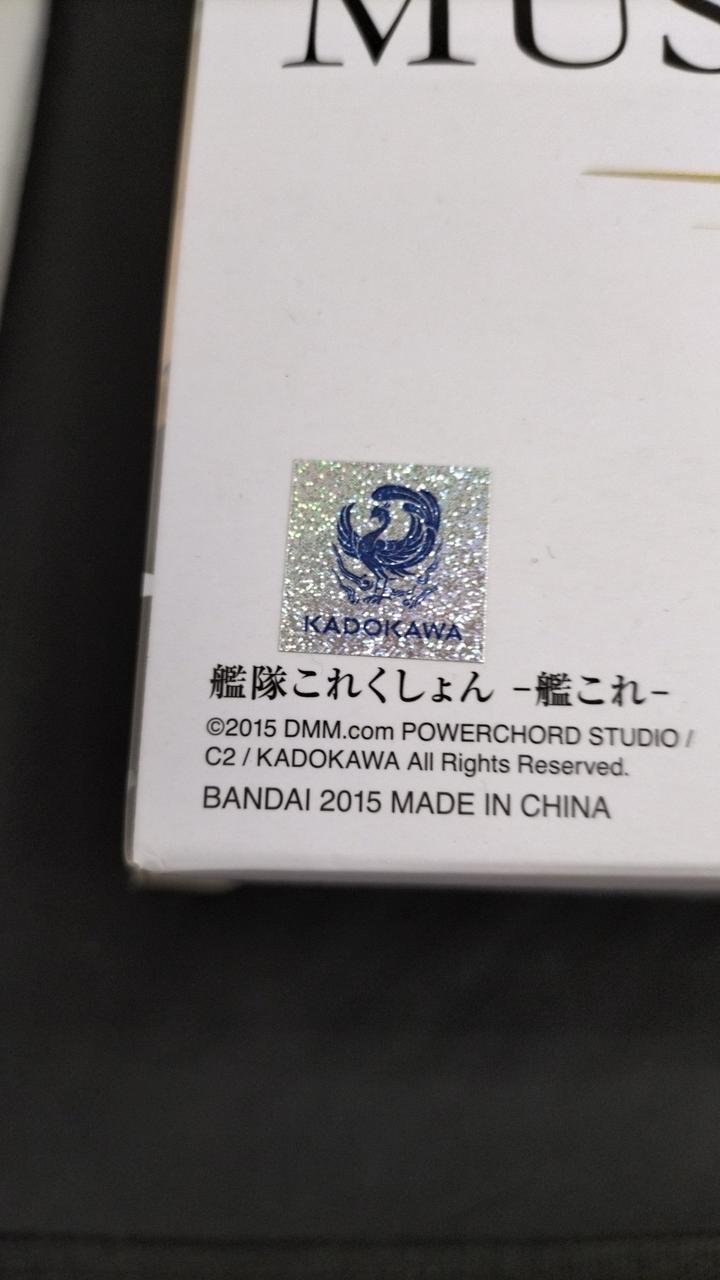 MUS
KADOKAWA
艦隊これくしょん -艦これ-
©2015 DMM.com POWERCHORD STUDIO /
C2 / KADOKAWA All Rights Reserved.
BANDAI 2015 MADE IN CHINA